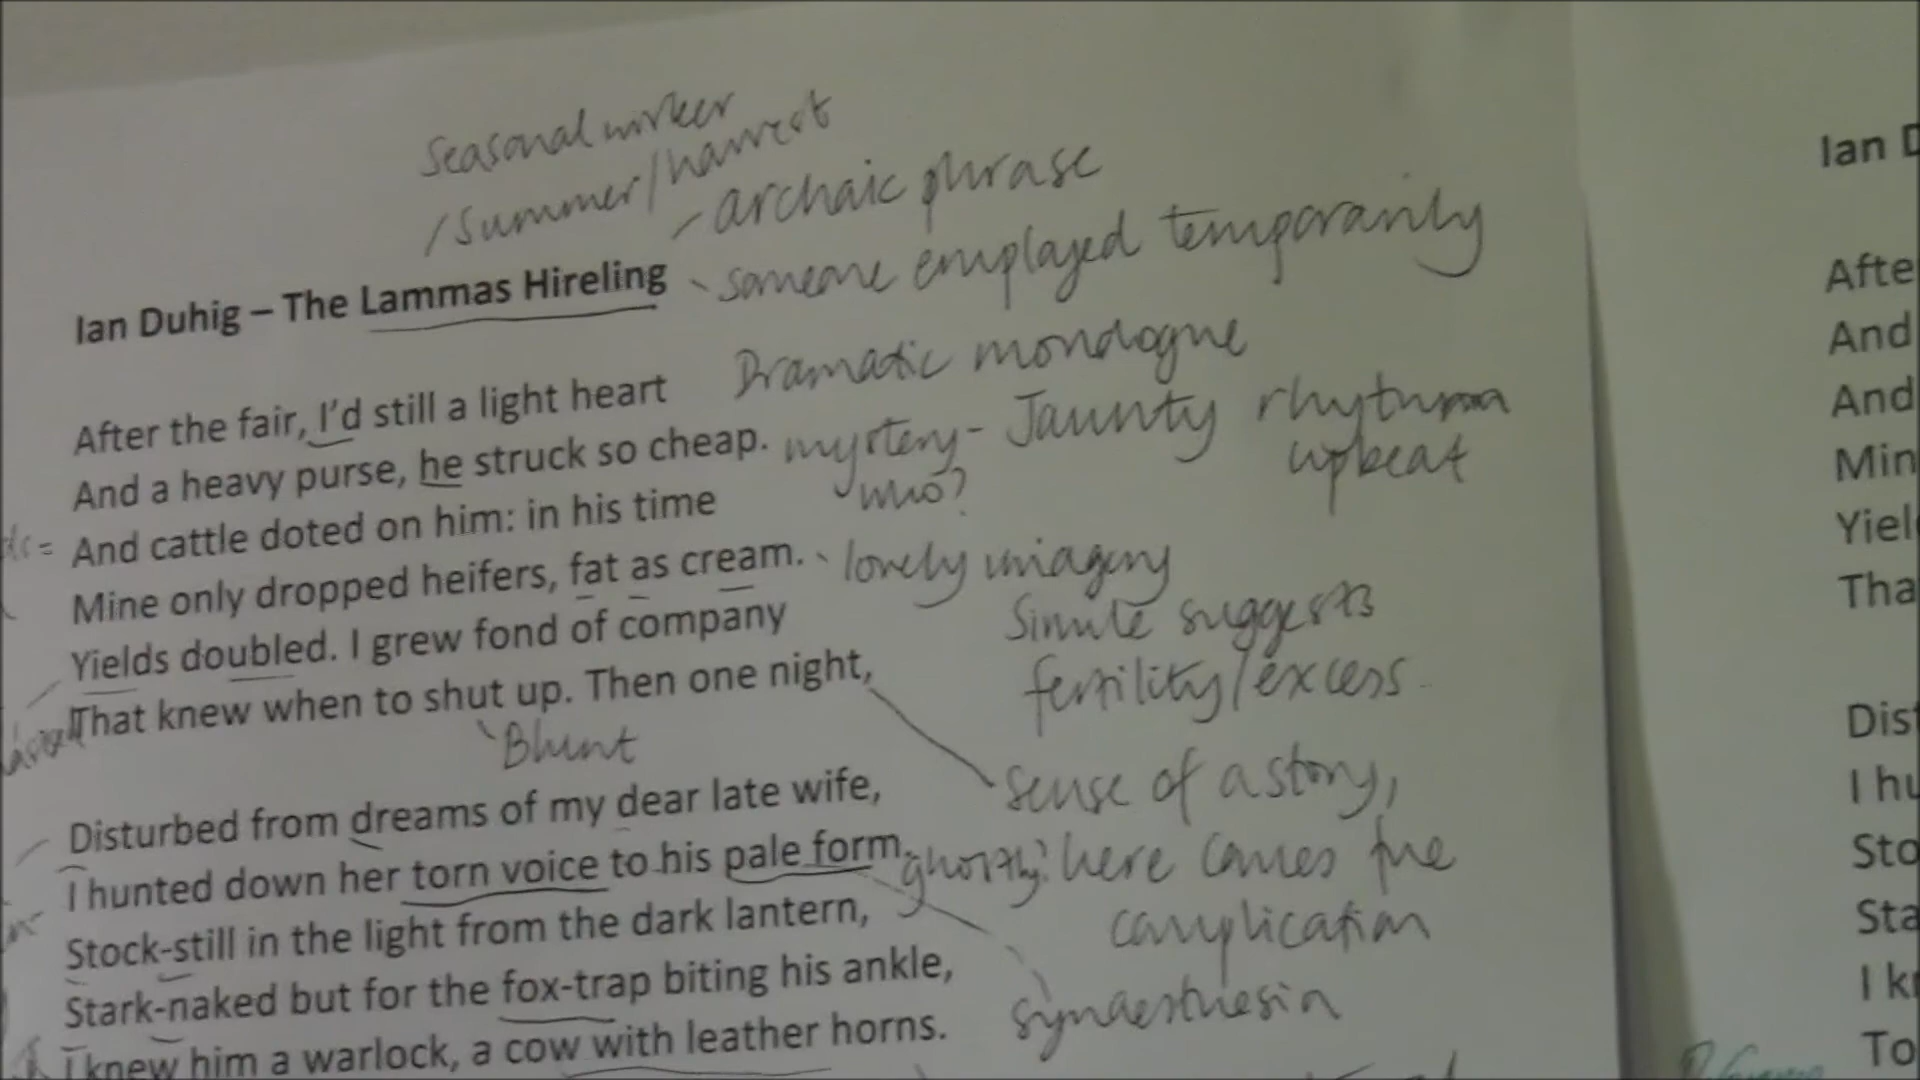 Seasonal worker
/Summer/harvest
- archaic phrase
Ian Duhig – The Lammas Hireling
- someone employed temporarily
Dramatic monologue
After the fair, I'd still a light heart
And a heavy purse, he struck so cheap.
mystery - Jaunty rhythm
who?
upbeat
And cattle doted on him: in his time
Mine only dropped heifers, fat as cream.
lovely imagery
Simile suggests
fertility/excess
Yields doubled. I grew fond of company
That knew when to shut up. Then one night,
Blunt
sense of a story,
here comes the
complication
Disturbed from dreams of my dear late wife,
I hunted down her torn voice to his pale form.
ghostly?
synaesthesia
Stock-still in the light from the dark lantern,
Stark-naked but for the fox-trap biting his ankle,
I knew him a warlock, a cow with leather horns.
Ian D
Afte
And
And
Min
Yiel
Tha
Dist
I hu
Sto
Sta
I kn
To